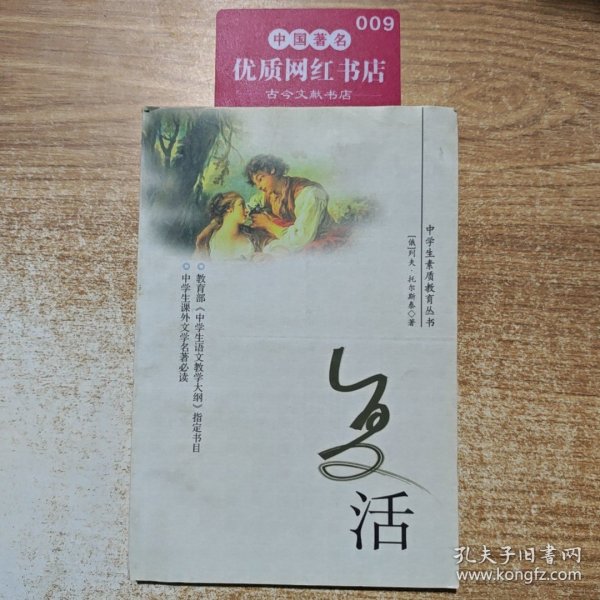 009
中国著名
优质网红书店
古今文献书店
中学生素质教育丛书
[俄]列夫·托尔斯泰◇著
◎教育部《中学生语文教学大纲》指定书目
◎中学生课外文学名著必读
复活
孔夫子旧书网
www.kongfz.com